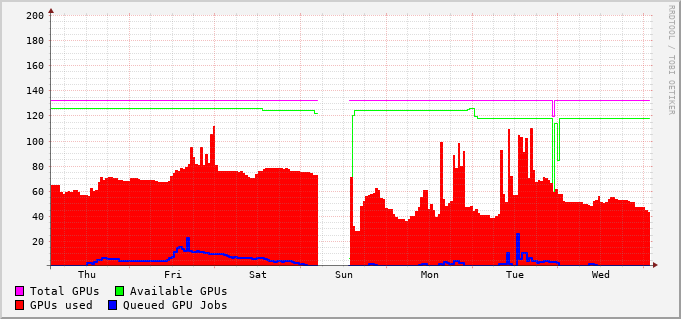 200
180
160
140
120
100
80
60
40
20
Thu Fri Sat Sun Mon Tue Wed
Total GPUs Available GPUs
GPUs used Queued GPU Jobs
RRDTOOL / TOBI OETIKER